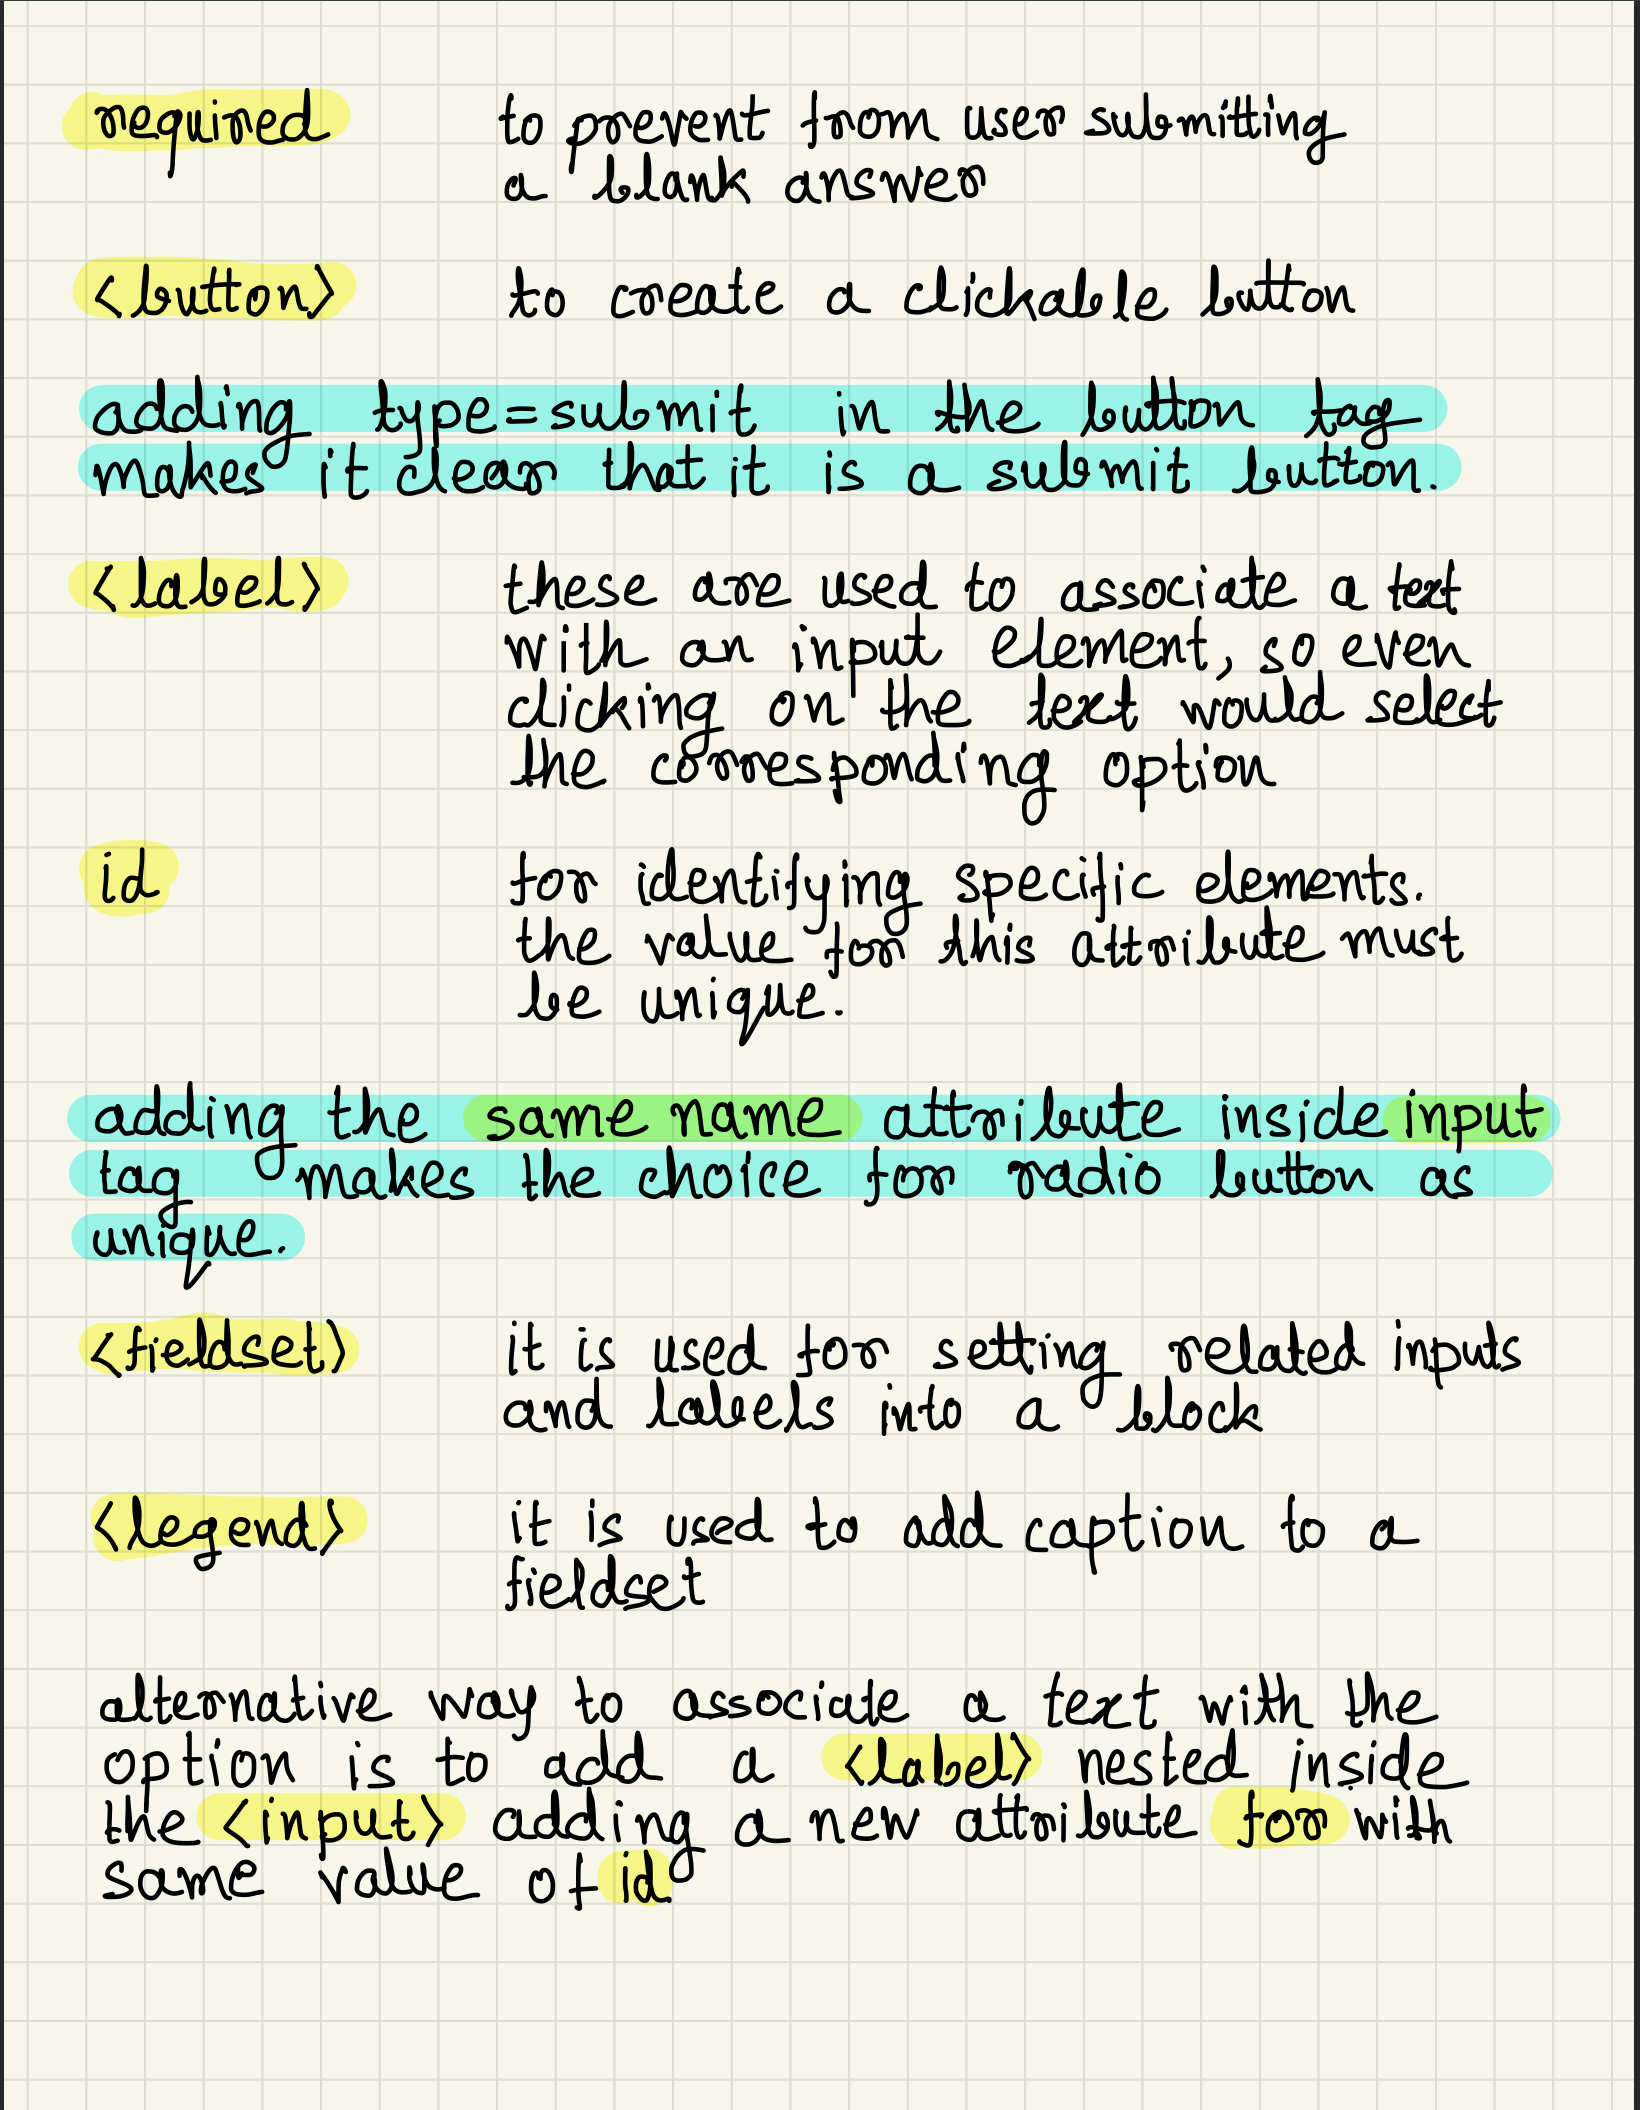 required to prevent from user submitting
a blank answer
<button> to create a clickable button
adding type=submit in the button tag
makes it clear that it is a submit button.
<label> these are used to associate a text
with an input element, so even
clicking on the text would select
the corresponding option
id for identifying specific elements.
the value for this attribute must
be unique.
adding the same name attribute inside input
tag makes the choice for radio button as
unique.
<fieldset> it is used for setting related inputs
and labels into a block
<legend> it is used to add caption to a
fieldset
alternative way to associate a text with the
option is to add a <label> nested inside
the <input> adding a new attribute for with
same value of id